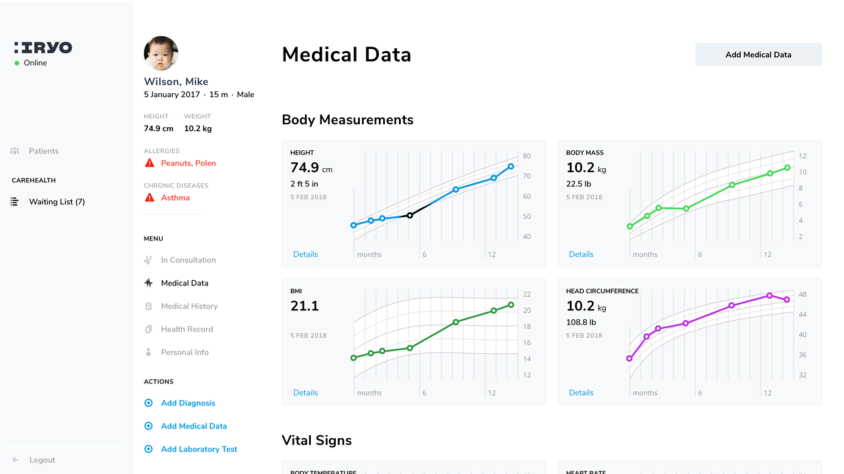 IRYO
Online
Patients
CAREHEALTH
Waiting List (7)
Logout
Wilson, Mike
5 January 2017 · 15 m · Male
HEIGHT WEIGHT
74.9 cm 10.2 kg
ALLERGIES
Peanuts, Polen
CHRONIC DISEASES
Asthma
MENU
In Consultation
Medical Data
Medical History
Health Record
Personal Info
ACTIONS
Add Diagnosis
Add Medical Data
Add Laboratory Test
Medical Data
Add Medical Data
Body Measurements
HEIGHT
74.9 cm
2 ft 5 in
5 FEB 2018
80
70
60
50
40
Details
months 6 12
BODY MASS
10.2 kg
22.5 lb
5 FEB 2018
12
10
8
6
4
2
Details
months 6 12
BMI
21.1
5 FEB 2018
22
20
18
16
14
12
Details
months 6 12
HEAD CIRCUMFERENCE
10.2 kg
108.8 lb
5 FEB 2018
48
44
40
36
32
Details
months 6 12
Vital Signs
BODY TEMPERATURE
HEART RATE